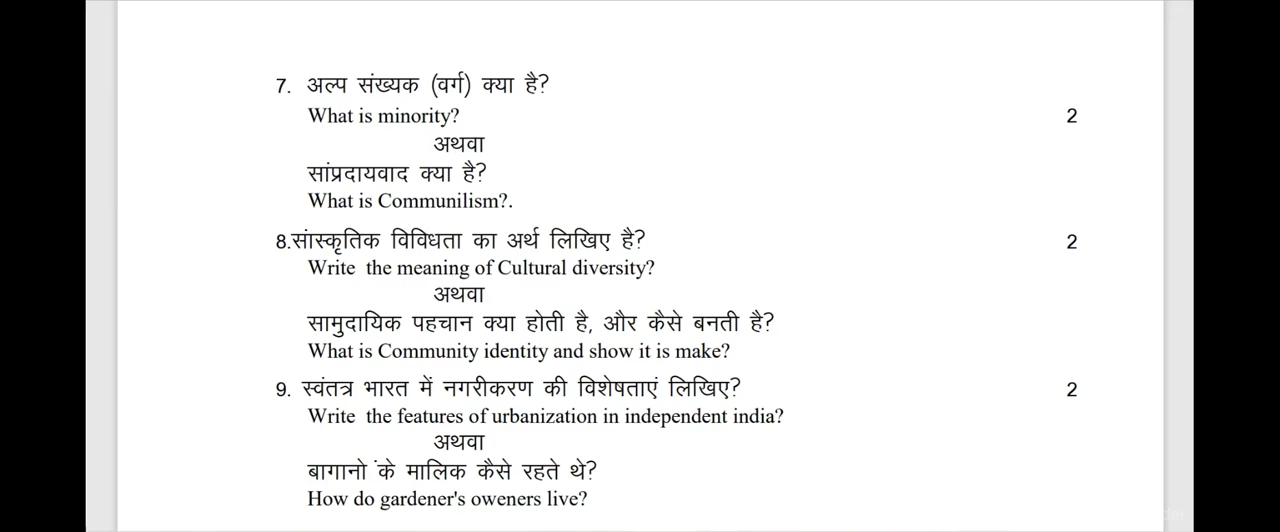 7. अल्प संख्यक (वर्ग) क्या है?
What is minority? 2
अथवा
सांप्रदायवाद क्या है?
What is Communilism?.
8.सांस्कृतिक विविधता का अर्थ लिखिए है? 2
Write the meaning of Cultural diversity?
अथवा
सामुदायिक पहचान क्या होती है, और कैसे बनती है?
What is Community identity and show it is make?
9. स्वंतत्र भारत में नगरीकरण की विशेषताएं लिखिए? 2
Write the features of urbanization in independent india?
अथवा
बागानो के मालिक कैसे रहते थे?
How do gardener's oweners live?